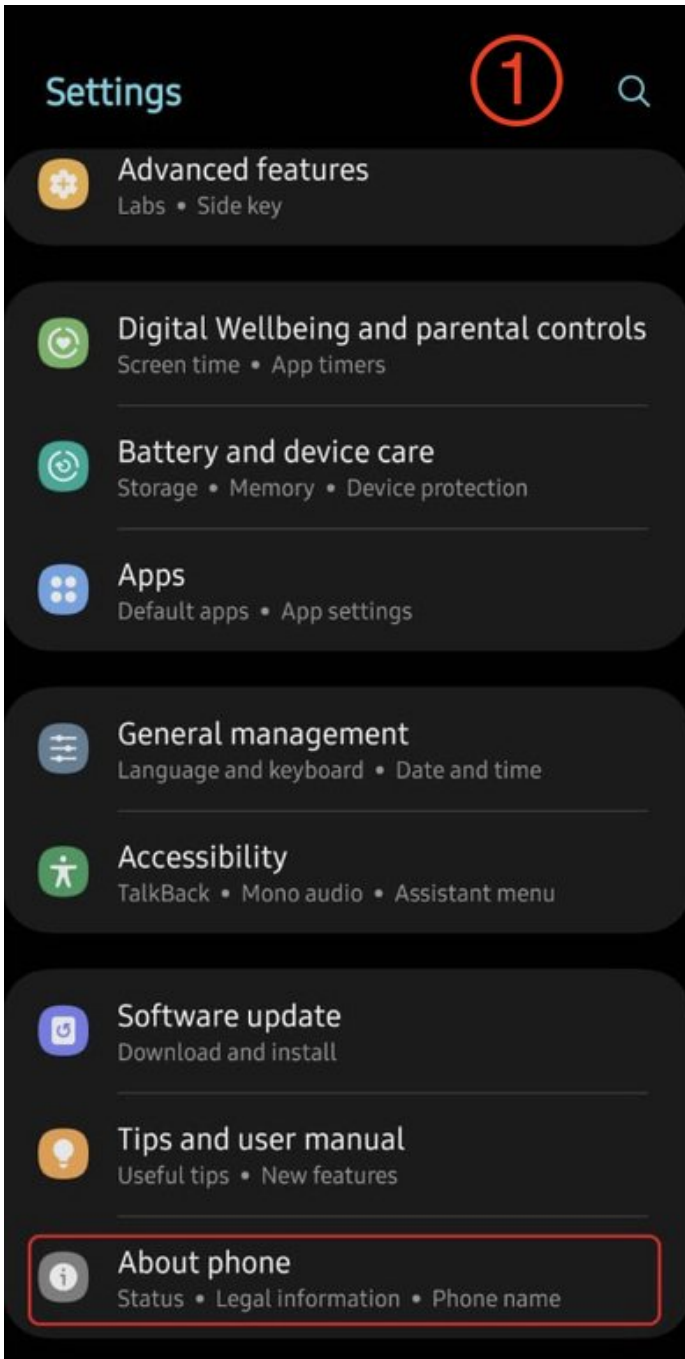 Settings
1
Advanced features
Labs • Side key
Digital Wellbeing and parental controls
Screen time • App timers
Battery and device care
Storage • Memory • Device protection
Apps
Default apps • App settings
General management
Language and keyboard • Date and time
Accessibility
TalkBack • Mono audio • Assistant menu
Software update
Download and install
Tips and user manual
Useful tips • New features
About phone
Status • Legal information • Phone name